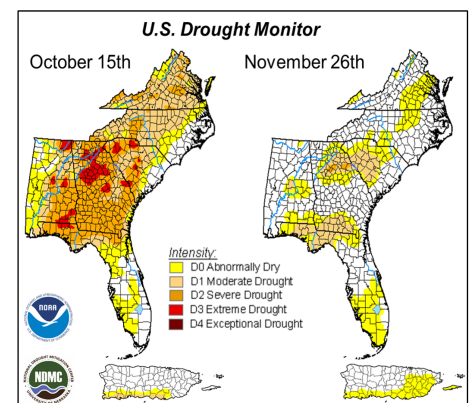 U.S. Drought Monitor
October 15th
November 26th
Intensity:
D0 Abnormally Dry
D1 Moderate Drought
D2 Severe Drought
D3 Extreme Drought
D4 Exceptional Drought
NOAA
NDMC